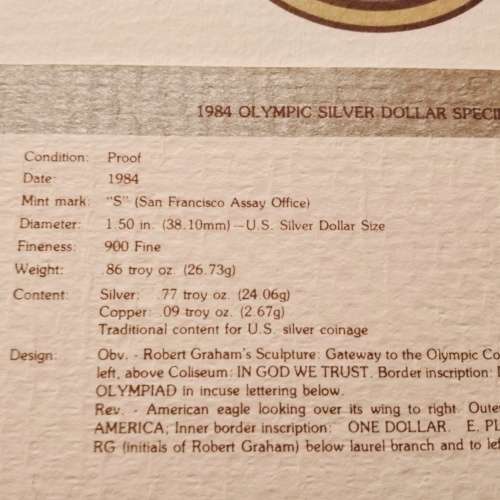 1984 OLYMPIC SILVER DOLLAR
Condition: Proof
Date: 1984
Mint mark: "S" (San Francisco Assay Office)
Diameter: 1.50 in. (38.10mm) — U.S. Silver Dollar Size
Fineness: 900 Fine
Weight: .86 troy oz. (26.73g)
Content: Silver: .77 troy oz. (24.06g)
Copper: .09 troy oz. (2.67g)
Traditional content for U.S. silver coinage
Design: Obv. - Robert Graham's Sculpture: Gateway to the Olympic
left, above Coliseum: IN GOD WE TRUST. Border inscription:
OLYMPIAD in incuse lettering below.
Rev. - American eagle looking over its wing to right.
AMERICA; Inner border inscription: ONE DOLLAR. E.
RG (initials of Robert Graham) below laurel branch and to